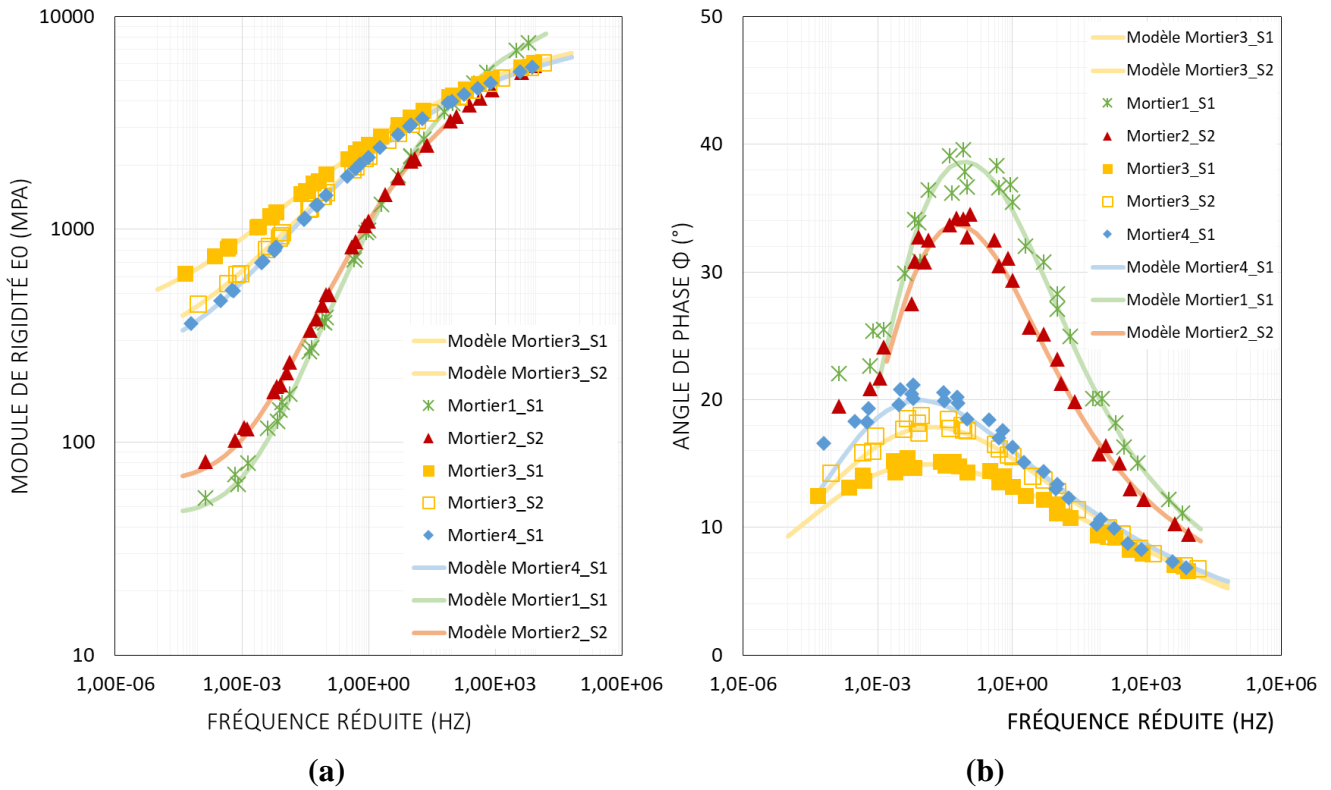 10000
1000
100
10
MODULE DE RIGIDITÉ E0 (MPA)
Modèle Mortier3_S1
Modèle Mortier3_S2
Mortier1_S1
Mortier2_S2
Mortier3_S1
Mortier3_S2
Mortier4_S1
Modèle Mortier4_S1
Modèle Mortier1_S1
Modèle Mortier2_S2
1,00E-06 1,00E-03 1,00E+00 1,00E+03 1,00E+06
FRÉQUENCE RÉDUITE (HZ)
(a)
50
40
30
20
10
0
ANGLE DE PHASE Φ (°)
Modèle Mortier3_S1
Modèle Mortier3_S2
Mortier1_S1
Mortier2_S2
Mortier3_S1
Mortier3_S2
Mortier4_S1
Modèle Mortier4_S1
Modèle Mortier1_S1
Modèle Mortier2_S2
1,0E-06 1,0E-03 1,0E+00 1,0E+03 1,0E+06
FRÉQUENCE RÉDUITE (HZ)
(b)